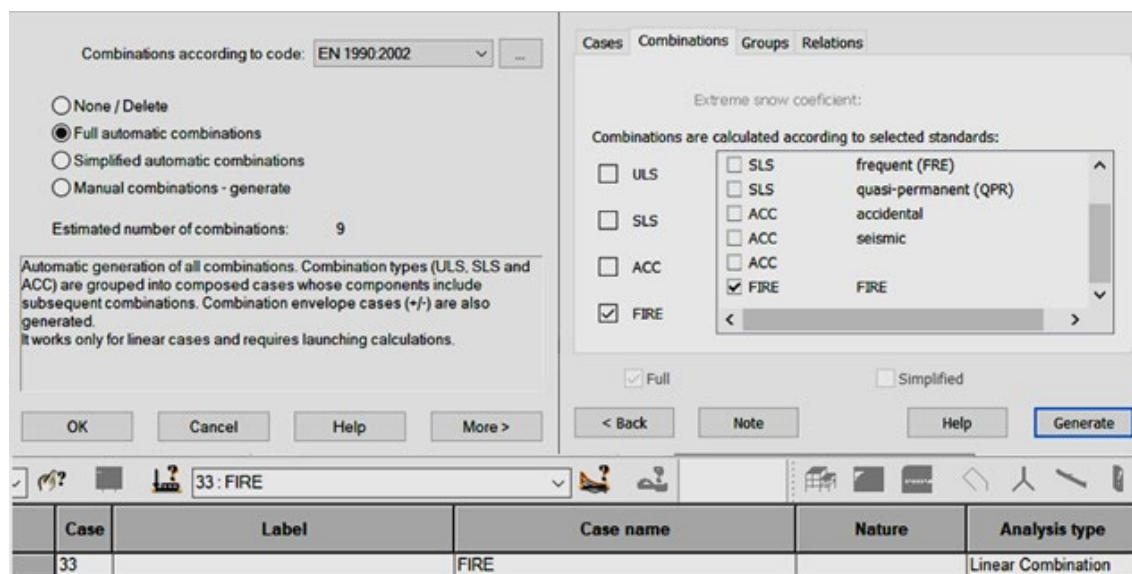 Combinations according to code: EN 1990:2002 ...
None / Delete
Full automatic combinations
Simplified automatic combinations
Manual combinations - generate
Estimated number of combinations: 9
Automatic generation of all combinations. Combination types (ULS, SLS and
ACC) are grouped into composed cases whose components include
subsequent combinations. Combination envelope cases (+/-) are also
generated.
It works only for linear cases and requires launching calculations.
OK Cancel Help More >
Cases Combinations Groups Relations
Extreme snow coeficient:
Combinations are calculated according to selected standards:
ULS
SLS
ACC
FIRE
SLS frequent (FRE)
SLS quasi-permanent (QPR)
ACC accidental
ACC seismic
ACC
FIRE FIRE
Full Simplified
< Back Note Help Generate
33 : FIRE
Case Label Case name Nature Analysis type
33 FIRE Linear Combination